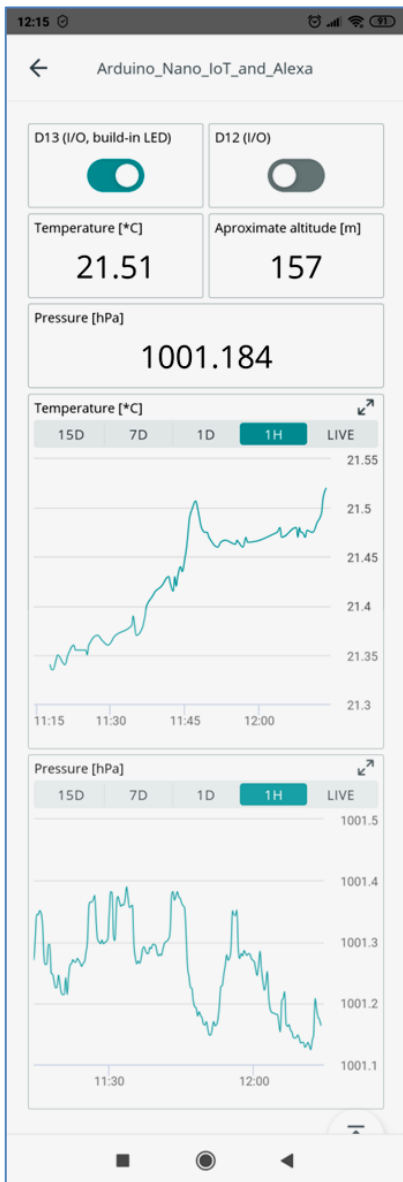 12:15 91
Arduino_Nano_IoT_and_Alexa
D13 (I/O, build-in LED) D12 (I/O)
Temperature [*C] Aproximate altitude [m]
21.51 157
Pressure [hPa]
1001.184
Temperature [*C]
15D 7D 1D 1H LIVE
21.55
21.5
21.45
21.4
21.35
21.3
11:15 11:30 11:45 12:00
Pressure [hPa]
15D 7D 1D 1H LIVE
1001.5
1001.4
1001.3
1001.2
1001.1
11:30 12:00